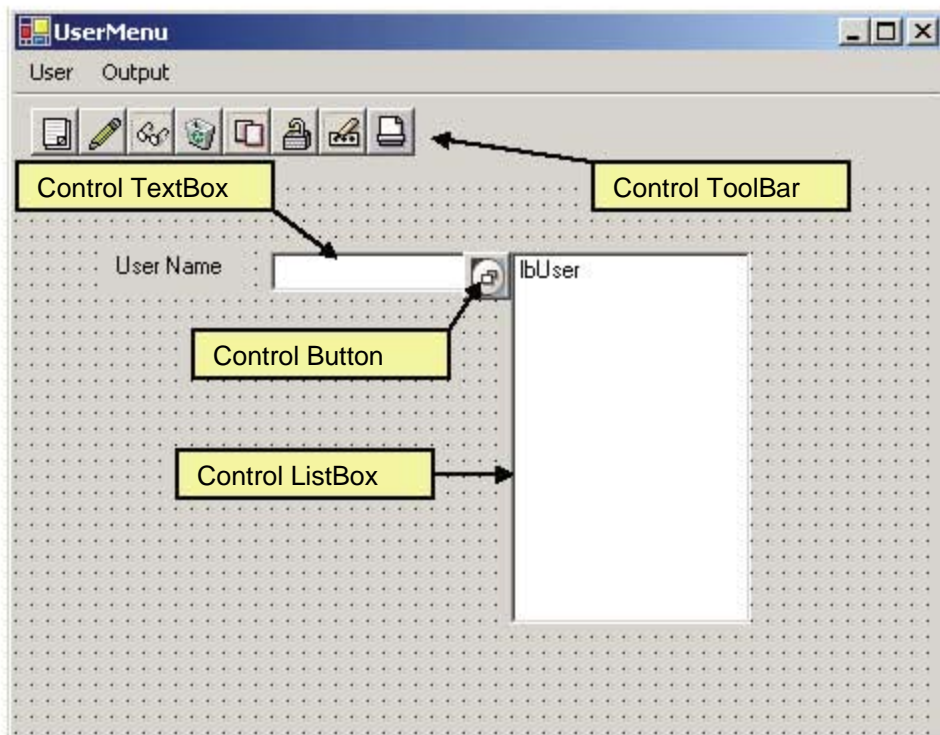 UserMenu
User Output
Control TextBox
Control ToolBar
User Name
lbUser
Control Button
Control ListBox